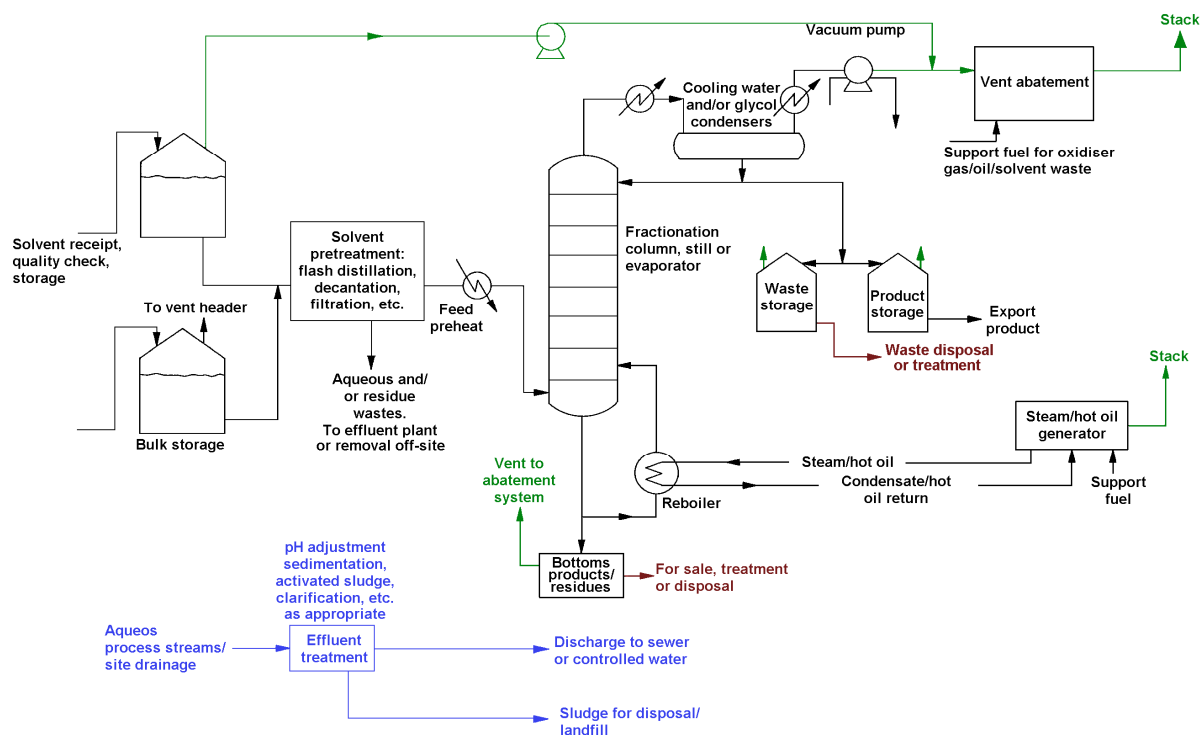 Stack
Vacuum pump
Vent abatement
Cooling water
and/or glycol
condensers
Support fuel for oxidiser
gas/oil/solvent waste
Solvent receipt,
quality check,
storage
Solvent
pretreatment:
flash distillation,
decantation,
filtration, etc.
Fractionation
column, still or
evaporator
To vent header
Feed
preheat
Waste
storage
Product
storage
Export
product
Waste disposal
or treatment
Stack
Aqueous and/
or residue
wastes.
To effluent plant
or removal off-site
Bulk storage
Steam/hot oil
generator
Vent to
abatement
system
Steam/hot oil
Condensate/hot
oil return
Support
fuel
Reboiler
pH adjustment
sedimentation,
activated sludge,
clarification, etc.
as appropriate
Bottoms
products/
residues
For sale, treatment
or disposal
Aqueos
process streams/
site drainage
Effluent
treatment
Discharge to sewer
or controlled water
Sludge for disposal/
landfill